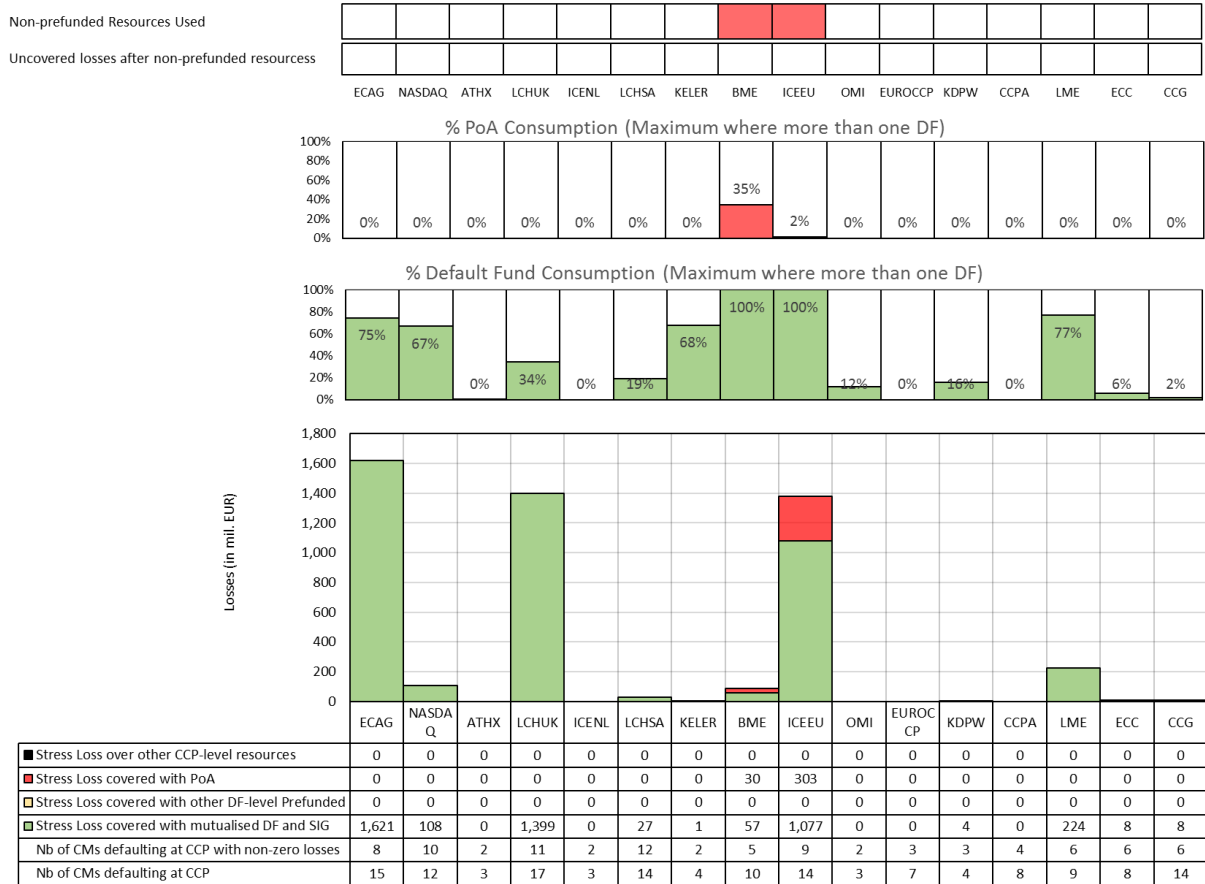 Non-prefunded Resources Used
Uncovered losses after non-prefunded resourcess
ECAG NASDAQ ATHX LCHUK ICENL LCHSA KELER BME ICEEU OMI EUROCCP KDPW CCPA LME ECC CCG
% PoA Consumption (Maximum where more than one DF)
100%
80%
60%
40%
20%
0%
0% 0% 0% 0% 0% 0% 0% 35% 2% 0% 0% 0% 0% 0% 0% 0%
% Default Fund Consumption (Maximum where more than one DF)
100%
80%
60%
40%
20%
0%
75% 67% 0% 34% 0% 19% 68% 100% 100% 12% 0% 16% 0% 77% 6% 2%
Losses (in mil. EUR)
1,800
1,600
1,400
1,200
1,000
800
600
400
200
0
ECAG NASDA
Q ATHX LCHUK ICENL LCHSA KELER BME ICEEU OMI EUROC
CP KDPW CCPA LME ECC CCG
Stress Loss over other CCP-level resources 0 0 0 0 0 0 0 0 0 0 0 0 0 0 0 0
Stress Loss covered with PoA 0 0 0 0 0 0 0 30 303 0 0 0 0 0 0 0
Stress Loss covered with other DF-level Prefunded 0 0 0 0 0 0 0 0 0 0 0 0 0 0 0 0
Stress Loss covered with mutualised DF and SIG 1,621 108 0 1,399 0 27 1 57 1,077 0 0 4 0 224 8 8
Nb of CMs defaulting at CCP with non-zero losses 8 10 2 11 2 12 2 5 9 2 3 3 4 6 6 6
Nb of CMs defaulting at CCP 15 12 3 17 3 14 4 10 14 3 7 4 8 9 8 14